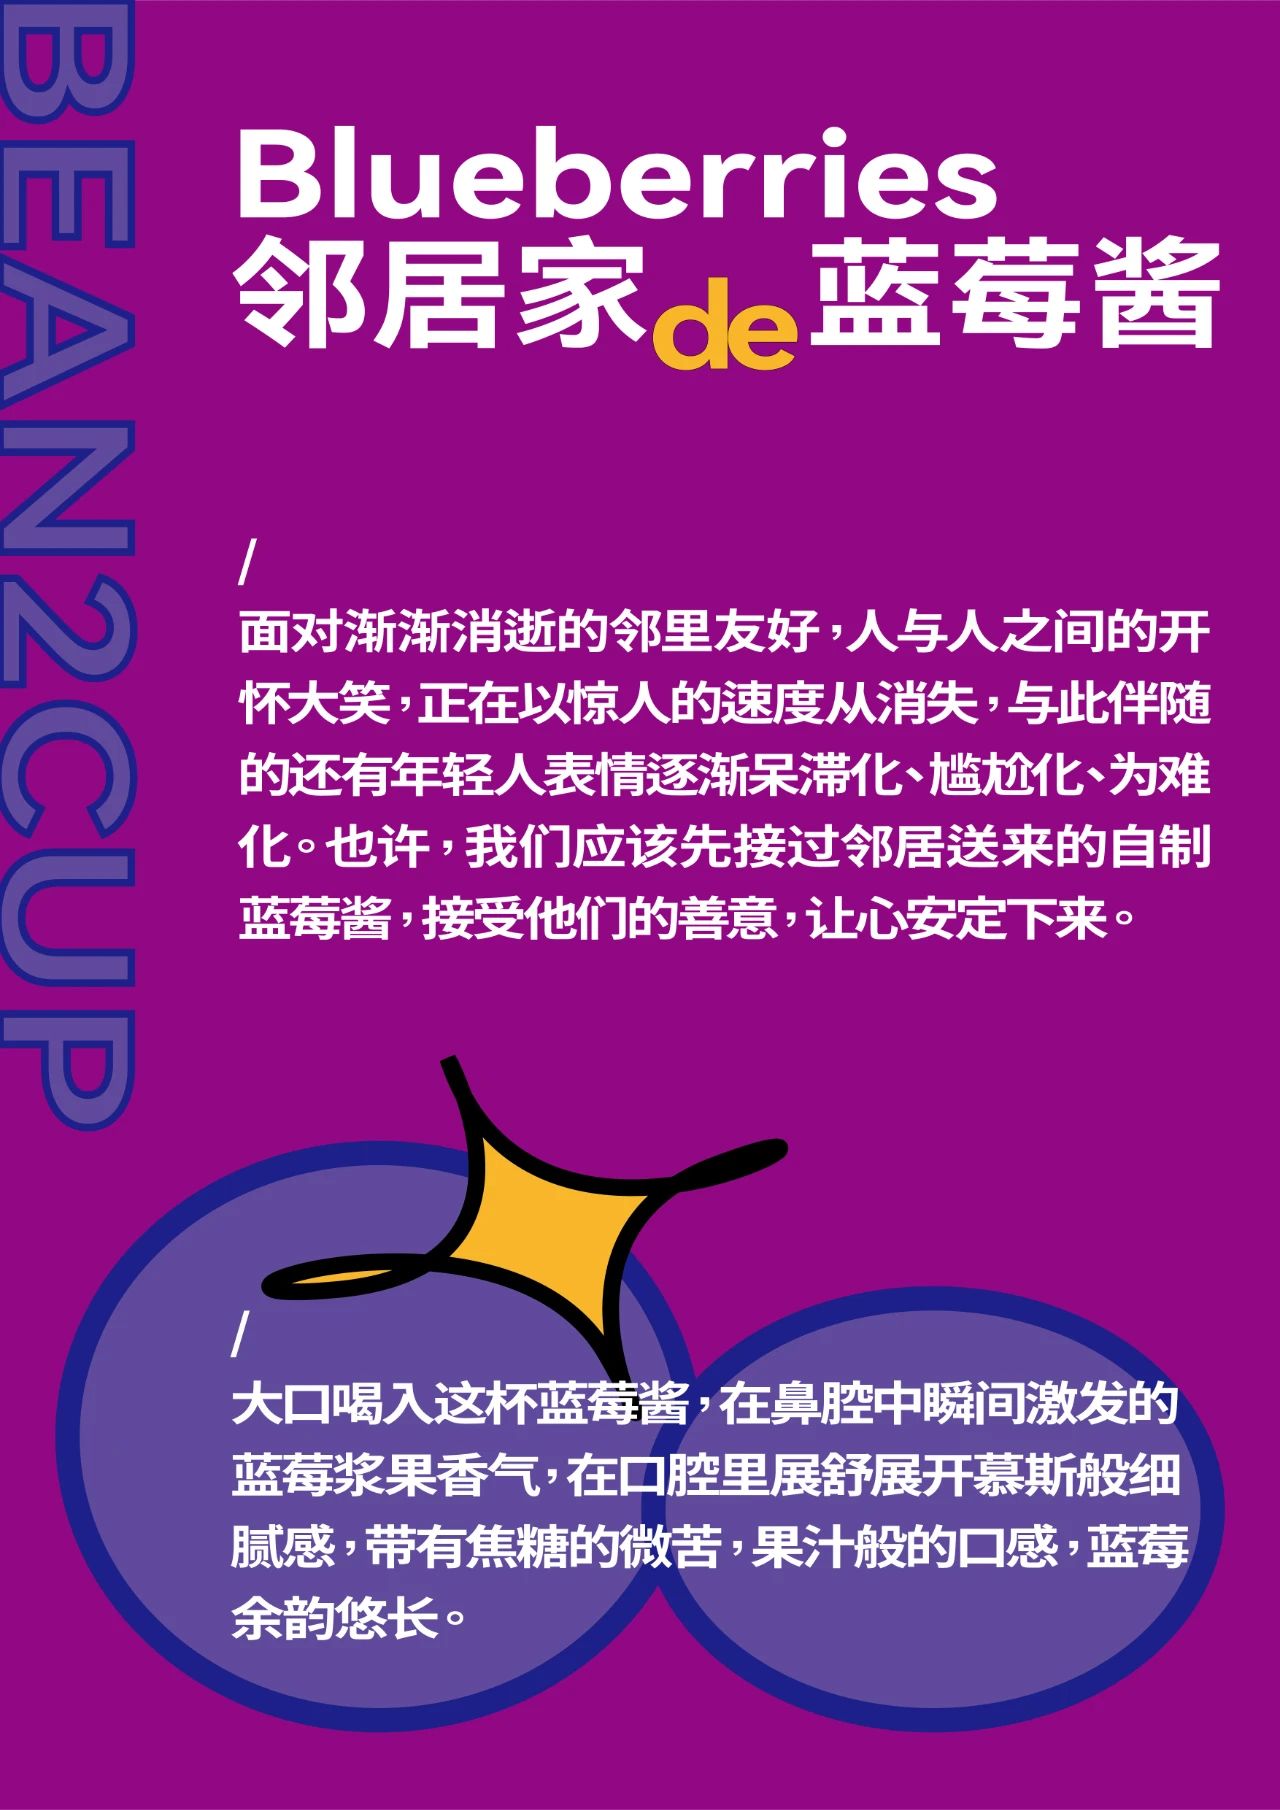 BEAN2CUP
Blueberries
邻居家de蓝莓酱
/
面对渐渐消逝的邻里友好，人与人之间的开
怀大笑，正在以惊人的速度从消失，与此伴随
的还有年轻人表情逐渐呆滞化、尴尬化、为难
化。也许，我们应该先接过邻居送来的自制
蓝莓酱，接受他们的善意，让心安定下来。
/
大口喝入这杯蓝莓酱，在鼻腔中瞬间激发的
蓝莓浆果香气，在口腔里展舒展开慕斯般细
腻感，带有焦糖的微苦，果汁般的口感，蓝莓
余韵悠长。